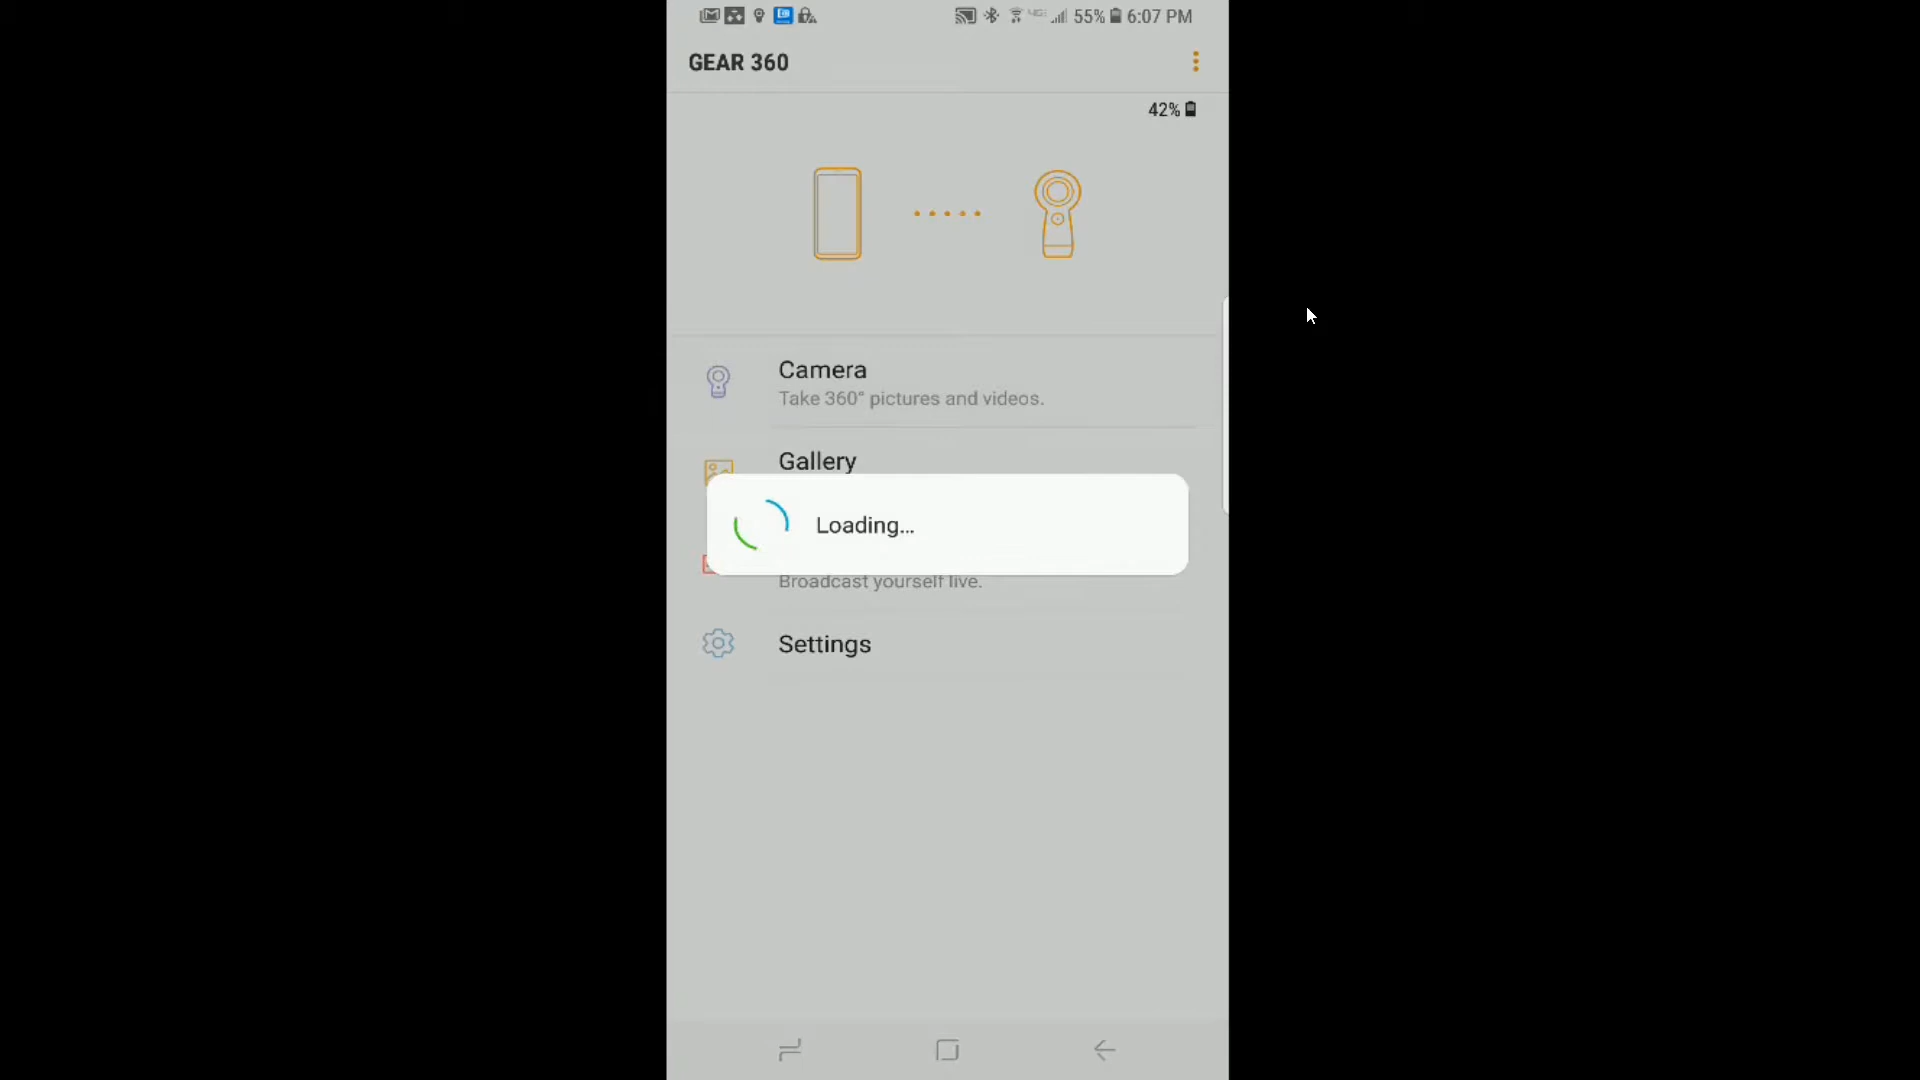 55% 6:07 PM
GEAR 360
42%
Camera
Take 360° pictures and videos.
Gallery
Loading...
Broadcast yourself live.
Settings